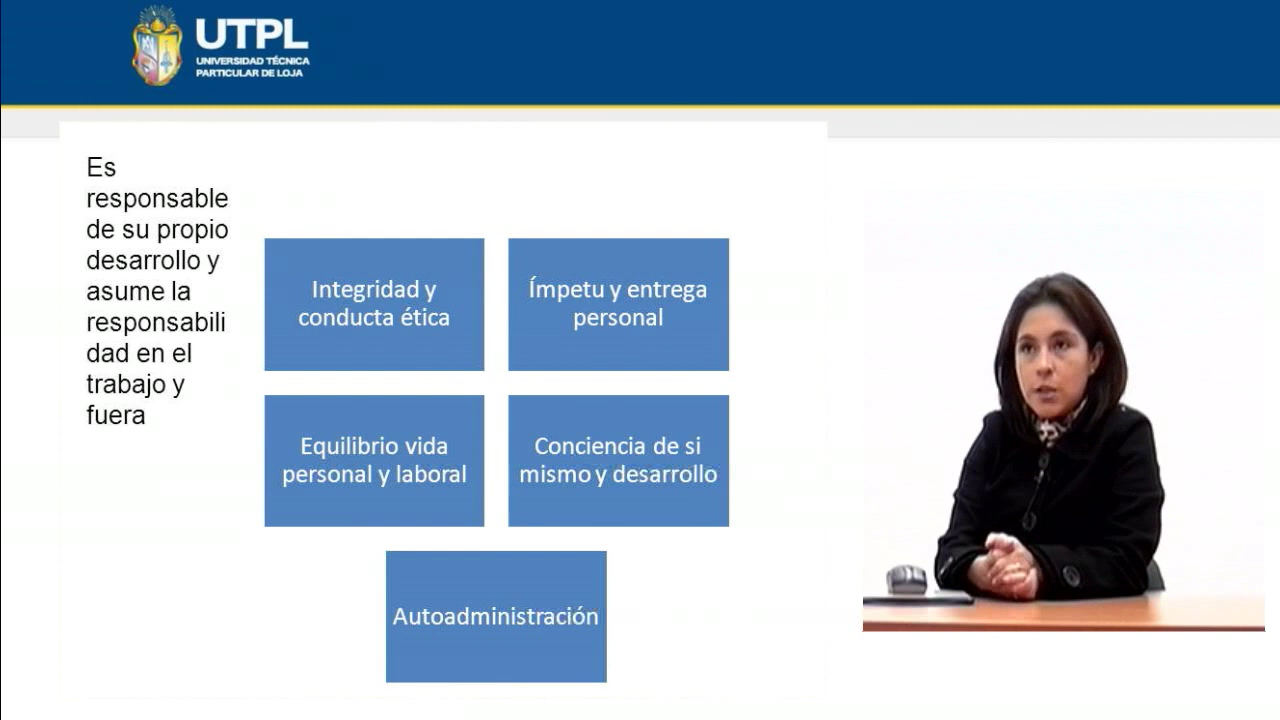 UTPL
UNIVERSIDAD TÉCNICA
PARTICULAR DE LOJA
Es
responsable
de su propio
desarrollo y
asume la
responsabili
dad en el
trabajo y
fuera
Integridad y
conducta ética
Ímpetu y entrega
personal
Equilibrio vida
personal y laboral
Conciencia de si
mismo y desarrollo
Autoadministración